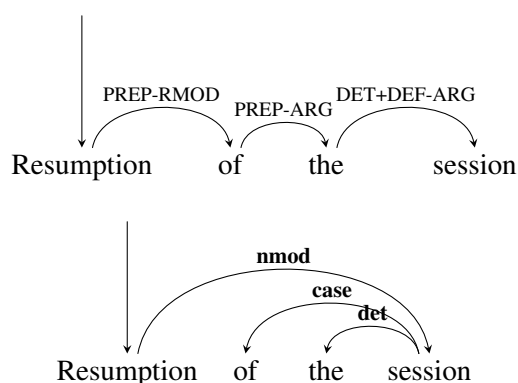 PREP-RMOD PREP-ARG DET+DEF-ARG
Resumption of the session
nmod
case
det
Resumption of the session